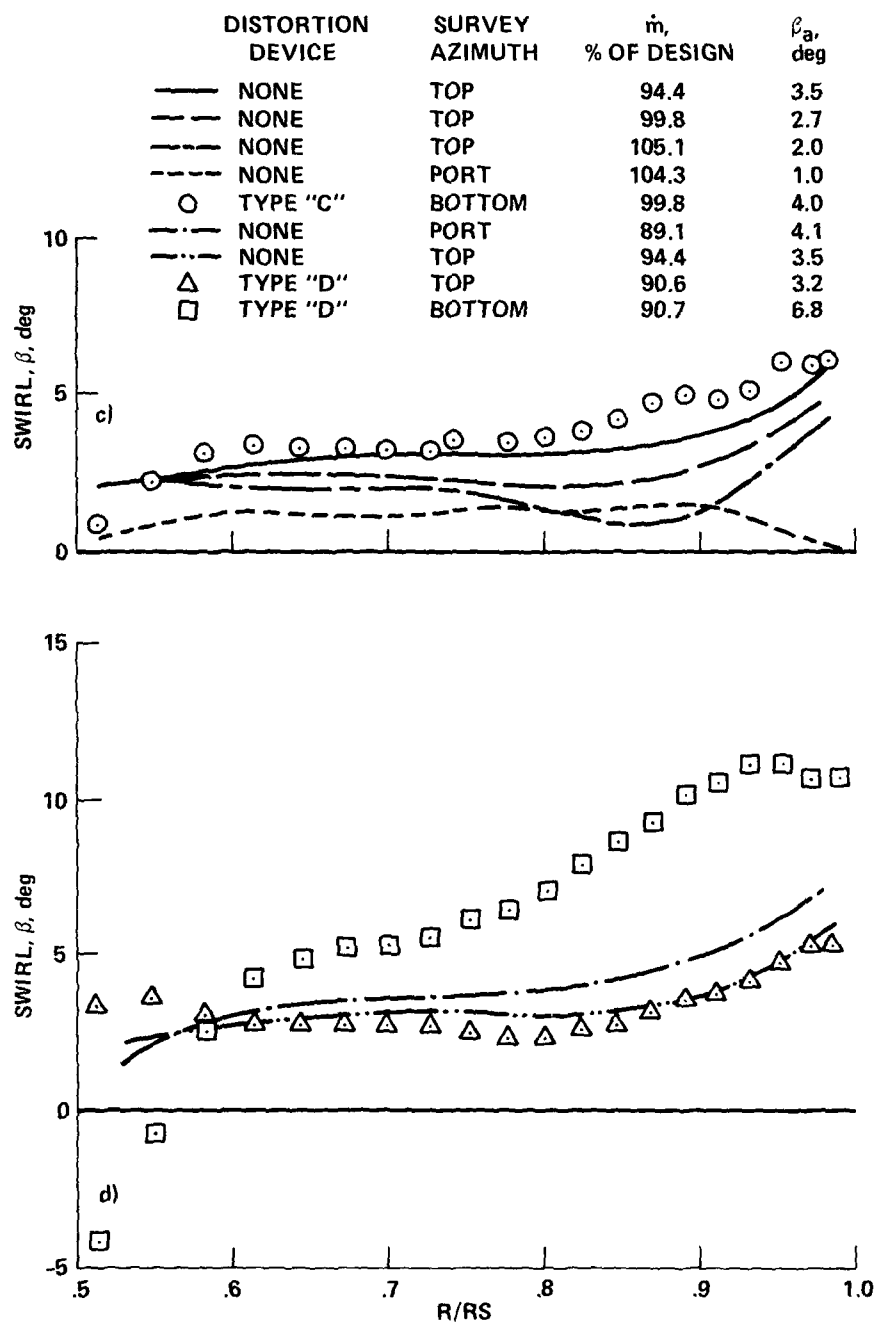 DISTORTION DEVICE SURVEY AZIMUTH ṁ, % OF DESIGN βa, deg
NONE TOP 94.4 3.5
NONE TOP 99.8 2.7
NONE TOP 105.1 2.0
NONE PORT 104.3 1.0
TYPE "C" BOTTOM 99.8 4.0
NONE PORT 89.1 4.1
NONE TOP 94.4 3.5
TYPE "D" TOP 90.6 3.2
TYPE "D" BOTTOM 90.7 6.8
10
5
0
SWIRL, β, deg
c)
15
10
5
0
-5
SWIRL, β, deg
d)
.5 .6 .7 .8 .9 1.0
R/RS